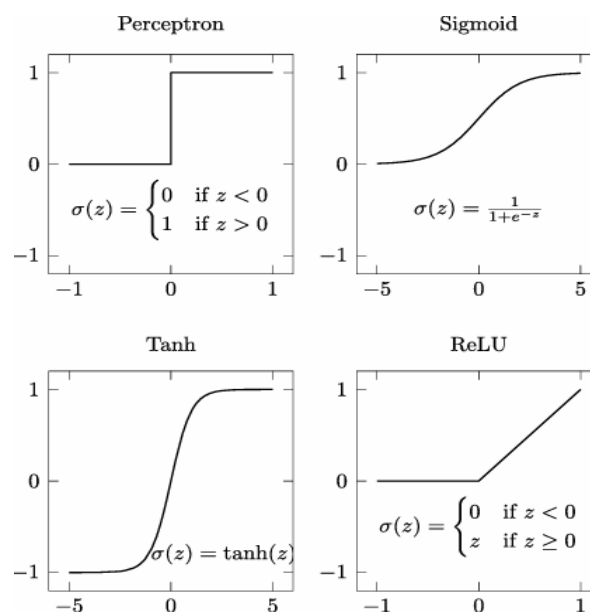 Perceptron
1
0
−1
σ(z) = {0 if z < 0
1 if z > 0
−1 0 1
Sigmoid
1
0
−1
σ(z) = 1/(1+e^{−z})
−5 0 5
Tanh
1
0
−1
σ(z) = tanh(z)
−5 0 5
ReLU
1
0
−1
σ(z) = {0 if z < 0
z if z ≥ 0
−1 0 1